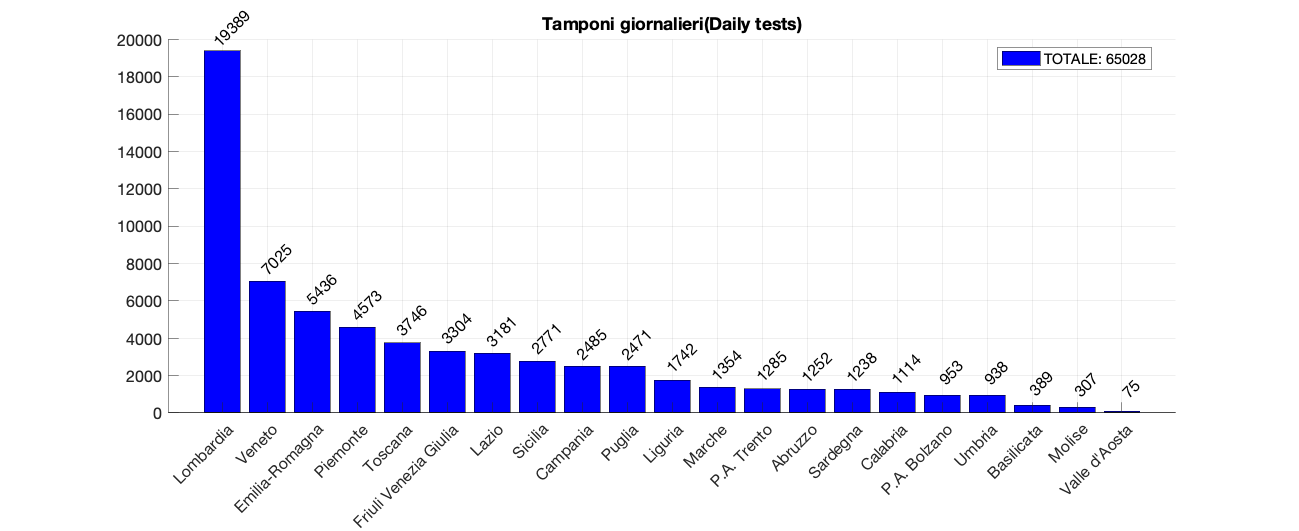 Tamponi giornalieri(Daily tests)
TOTALE: 65028
20000
18000
16000
14000
12000
10000
8000
6000
4000
2000
0
19389
7025
5436
4573
3746
3304
3181
2771
2485
2471
1742
1354
1285
1252
1238
1114
953
938
389
307
75
Lombardia
Veneto
Emilia-Romagna
Piemonte
Toscana
Friuli Venezia Giulia
Lazio
Sicilia
Campania
Puglia
Liguria
Marche
P.A. Trento
Abruzzo
Sardegna
Calabria
P.A. Bolzano
Umbria
Basilicata
Molise
Valle d'Aosta